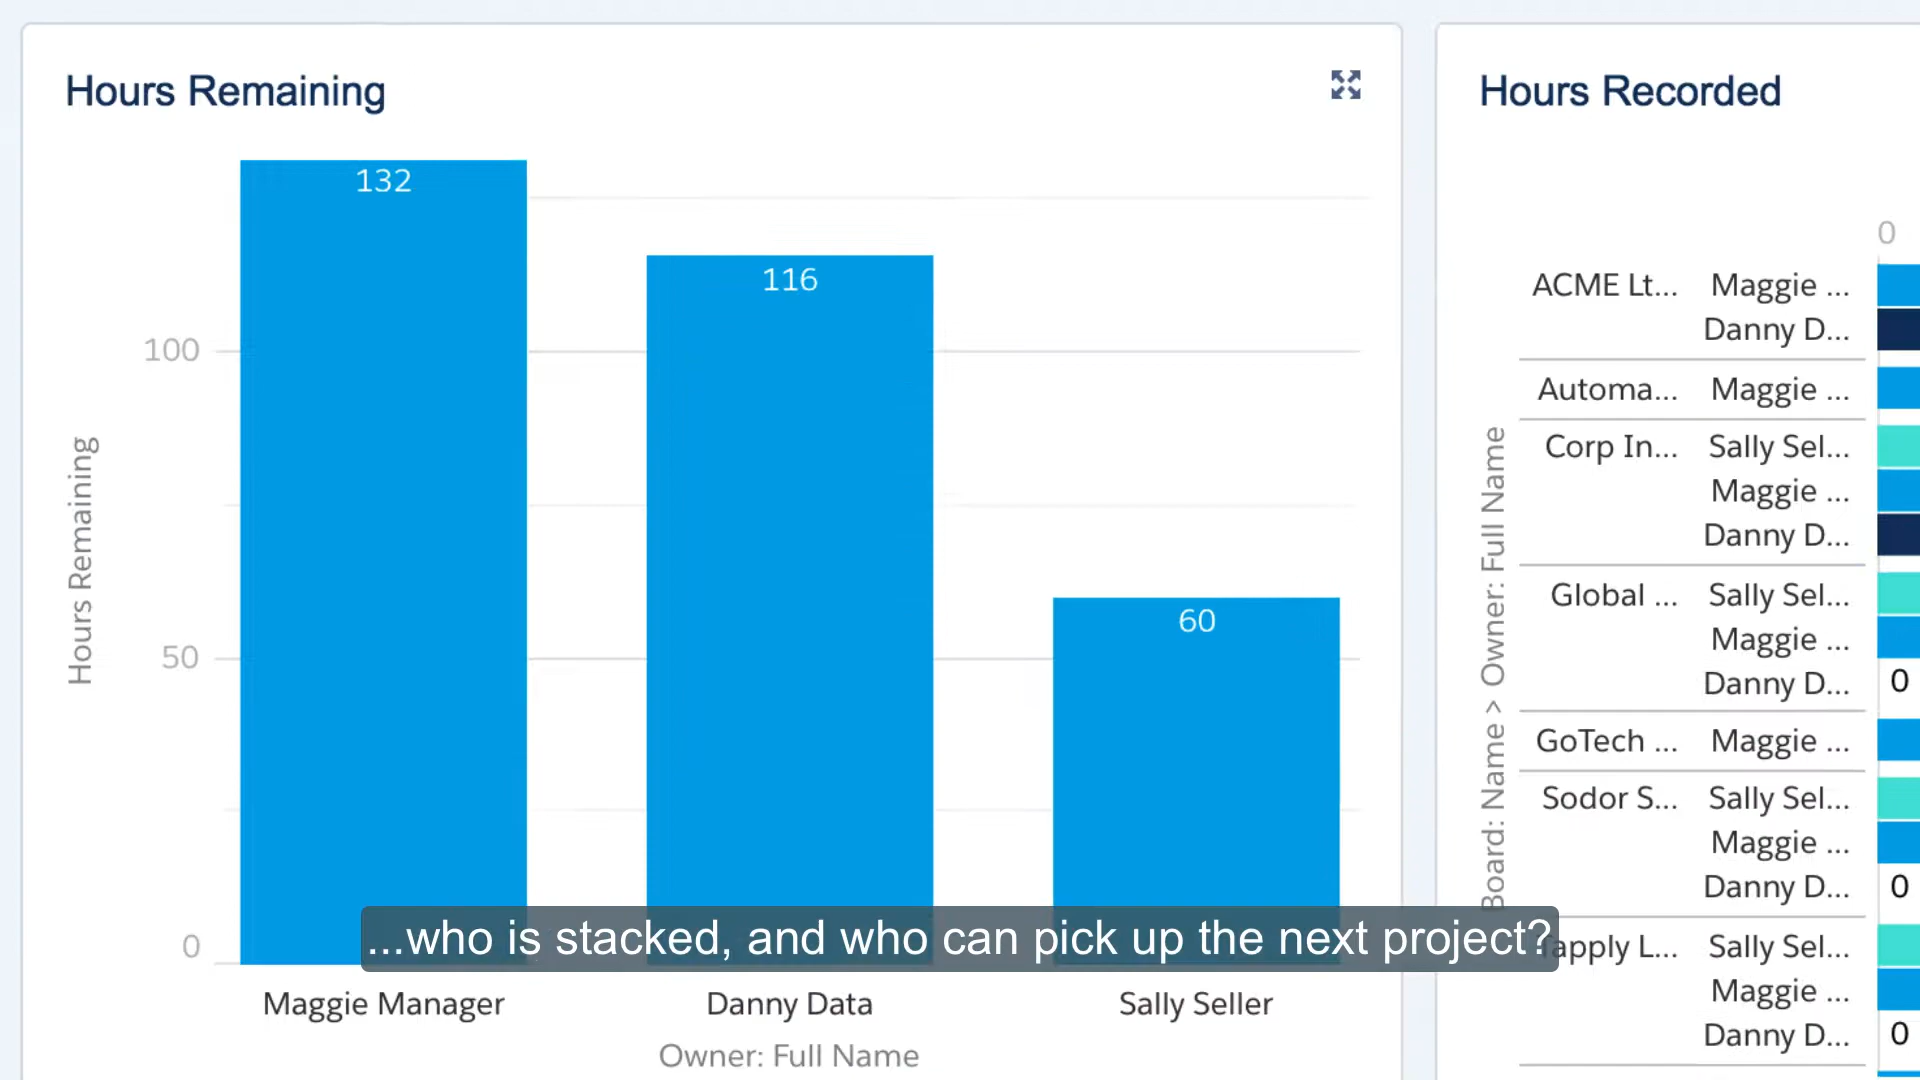 Hours Remaining
132
116
60
100
50
0
Hours Remaining
Maggie Manager
Danny Data
Sally Seller
Owner: Full Name
Hours Recorded
0
Board: Name > Owner: Full Name
ACME Lt... Maggie ...
Danny D...
Automa... Maggie ...
Corp In... Sally Sel...
Maggie ...
Danny D...
Global ... Sally Sel...
Maggie ...
Danny D... 0
GoTech ... Maggie ...
Sodor S... Sally Sel...
Maggie ...
Danny D... 0
L... Sally Sel...
Maggie ...
Danny D... 0
...who is stacked, and who can pick up the next project?